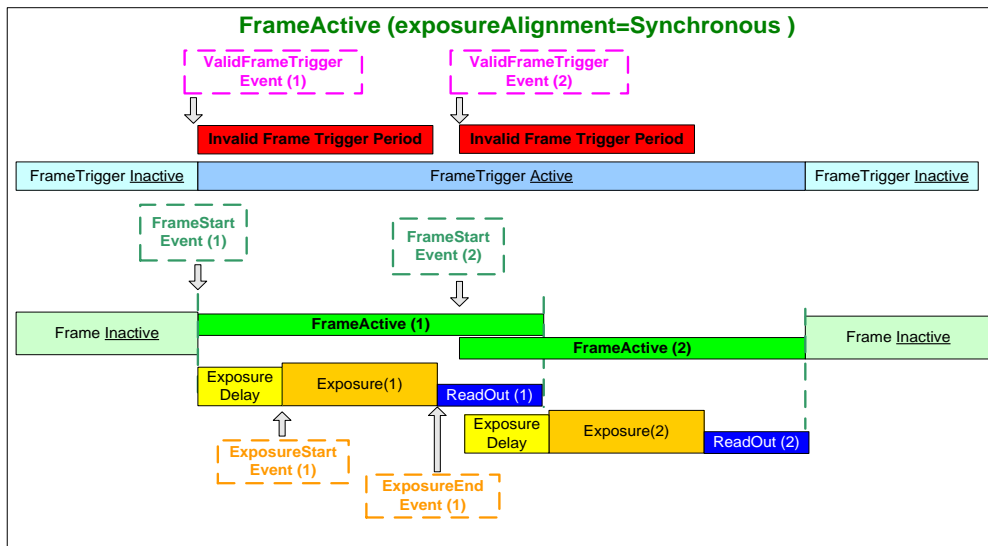 FrameActive (exposureAlignment=Synchronous )
ValidFrameTrigger
Event (1)
ValidFrameTrigger
Event (2)
Invalid Frame Trigger Period
Invalid Frame Trigger Period
FrameTrigger Inactive
FrameTrigger Active
FrameTrigger Inactive
FrameStart
Event (1)
FrameStart
Event (2)
Frame Inactive
FrameActive (1)
Frame Inactive
FrameActive (2)
Exposure
Delay
Exposure(1)
ReadOut (1)
Exposure
Delay
Exposure(2)
ReadOut (2)
ExposureStart
Event (1)
ExposureEnd
Event (1)